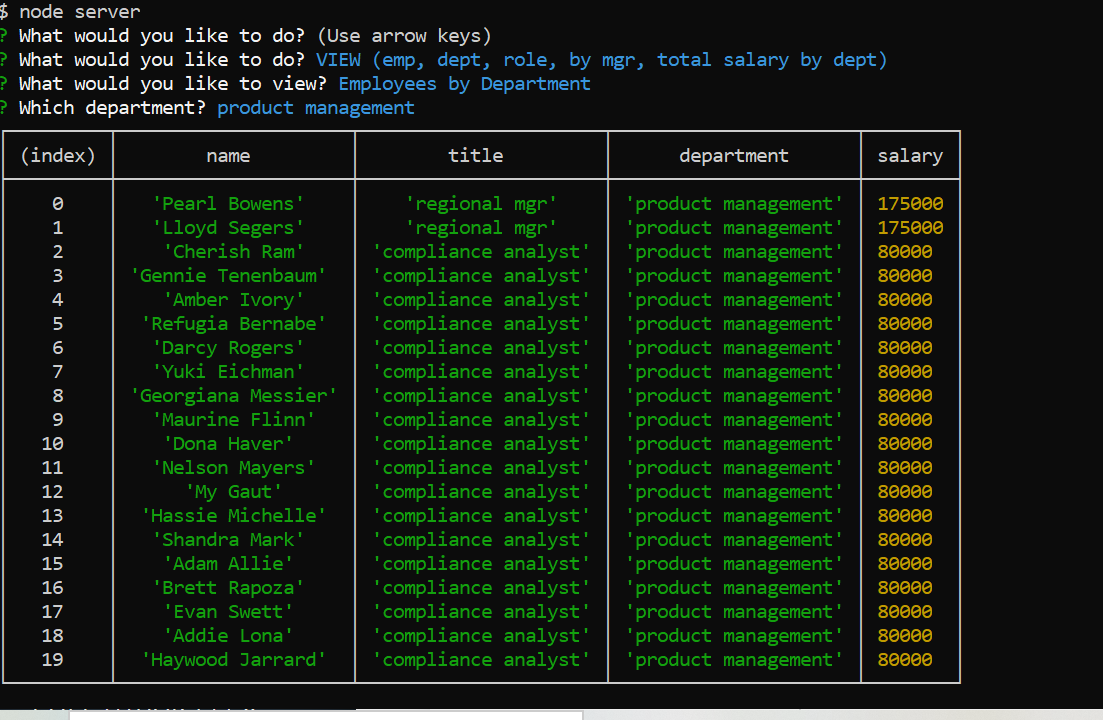 $ node server
? What would you like to do? (Use arrow keys)
? What would you like to do? VIEW (emp, dept, role, by mgr, total salary by dept)
? What would you like to view? Employees by Department
? Which department? product management
(index) name title department salary
0 'Pearl Bowens' 'regional mgr' 'product management' 175000
1 'Lloyd Segers' 'regional mgr' 'product management' 175000
2 'Cherish Ram' 'compliance analyst' 'product management' 80000
3 'Gennie Tenenbaum' 'compliance analyst' 'product management' 80000
4 'Amber Ivory' 'compliance analyst' 'product management' 80000
5 'Refugia Bernabe' 'compliance analyst' 'product management' 80000
6 'Darcy Rogers' 'compliance analyst' 'product management' 80000
7 'Yuki Eichman' 'compliance analyst' 'product management' 80000
8 'Georgiana Messier' 'compliance analyst' 'product management' 80000
9 'Maurine Flinn' 'compliance analyst' 'product management' 80000
10 'Dona Haver' 'compliance analyst' 'product management' 80000
11 'Nelson Mayers' 'compliance analyst' 'product management' 80000
12 'My Gaut' 'compliance analyst' 'product management' 80000
13 'Hassie Michelle' 'compliance analyst' 'product management' 80000
14 'Shandra Mark' 'compliance analyst' 'product management' 80000
15 'Adam Allie' 'compliance analyst' 'product management' 80000
16 'Brett Rapoza' 'compliance analyst' 'product management' 80000
17 'Evan Swett' 'compliance analyst' 'product management' 80000
18 'Addie Lona' 'compliance analyst' 'product management' 80000
19 'Haywood Jarrard' 'compliance analyst' 'product management' 80000